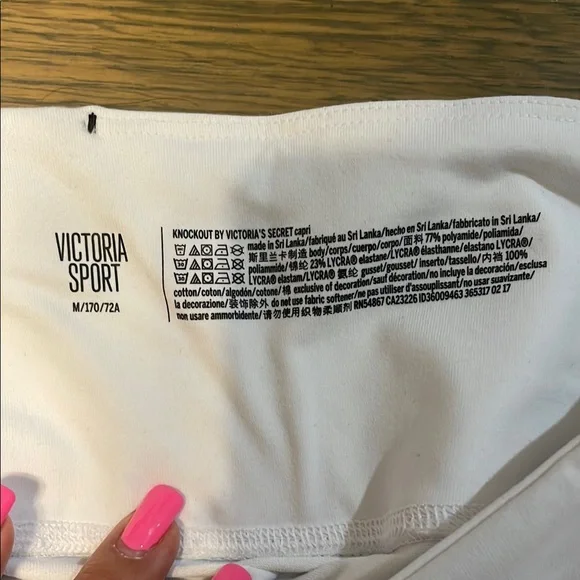 VICTORIA
SPORT
M/170/72A
KNOCKOUT BY VICTORIA'S SECRET capri
made in Sri Lanka/fabriqué au Sri Lanka/hecho en Sri Lanka/fabbricato in Sri Lanka/
斯里兰卡制造 body/corps/cuerpo/corpo/面料 77% polyamide/poliamida/
poliammide/锦纶 23% LYCRA® elastane/LYCRA® élasthanne/elastano LYCRA®/
LYCRA® elastam/LYCRA® 氨纶 gusset/gousset/ inserto/tassello/内裆 100%
cotton/coton/algodón/cotone/棉 exclusive of decoration/sauf décoration/no incluye la decoración/esclusa
la decorazione/装饰除外 do not use fabric softener/ne pas utiliser d'assouplissant/no usar suavizante/
non usare ammorbidente/请勿使用织物柔顺剂 RN54867 CA23226 ID36009463 365317 02 17